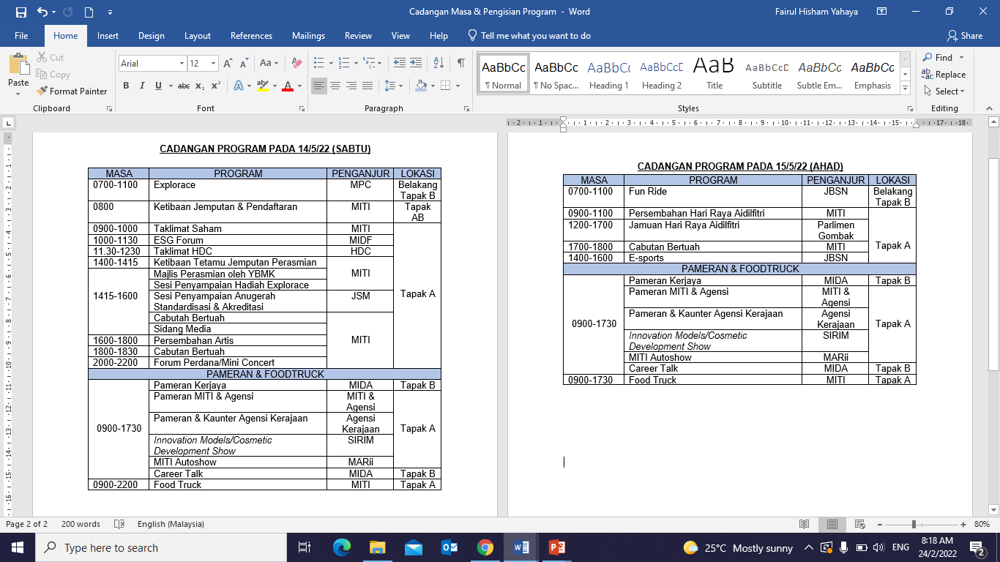 Cadangan Masa & Pengisian Program - Word
Fairul Hisham Yahaya
File Home Insert Design Layout References Mailings Review View Help Tell me what you want to do Share
Paste
Cut
Copy
Format Painter
Clipboard
Arial 12
Font
Paragraph
AaBbCc AaBbCc AaBbCc AaBbCcD AaB AaBbCcD AaBbCc AaBbCc
¶ Normal ¶ No Spac... Heading 1 Heading 2 Title Subtitle Subtle Em... Emphasis
Styles
Find
Replace
Select
Editing
CADANGAN PROGRAM PADA 14/5/22 (SABTU)
MASA PROGRAM PENGANJUR LOKASI
0700-1100 Explorace MPC Belakang
Tapak B
0800 Ketibaan Jemputan & Pendaftaran MITI Tapak
AB
0900-1000 Taklimat Saham MITI
1000-1130 ESG Forum MIDF
11.30-1230 Taklimat HDC HDC
1400-1415 Ketibaan Tetamu Jemputan Perasmian
Majlis Perasmian oleh YBMK MITI
Sesi Penyampaian Hadiah Explorace
1415-1600 Sesi Penyampaian Anugerah JSM Tapak A
Standardisasi & Akreditasi
Cabutah Bertuah
Sidang Media
1600-1800 Persembahan Artis MITI
1800-1830 Cabutan Bertuah
2000-2200 Forum Perdana/Mini Concert
PAMERAN & FOODTRUCK
Pameran Kerjaya MIDA Tapak B
Pameran MITI & Agensi MITI &
Agensi
0900-1730 Pameran & Kaunter Agensi Kerajaan Agensi
Kerajaan Tapak A
Innovation Models/Cosmetic SIRIM
Development Show
MITI Autoshow MARii
Career Talk MIDA Tapak B
0900-2200 Food Truck MITI Tapak A
CADANGAN PROGRAM PADA 15/5/22 (AHAD)
MASA PROGRAM PENGANJUR LOKASI
0700-1100 Fun Ride JBSN Belakang
Tapak B
0900-1100 Persembahan Hari Raya Aidilfitri MITI
1200-1700 Jamuan Hari Raya Aidilfitri Parlimen
Gombak
1700-1800 Cabutan Bertuah MITI Tapak A
1400-1600 E-sports JBSN
PAMERAN & FOODTRUCK
Pameran Kerjaya MIDA Tapak B
Pameran MITI & Agensi MITI &
Agensi
Pameran & Kaunter Agensi Kerajaan Agensi
0900-1730 Kerajaan Tapak A
Innovation Models/Cosmetic SIRIM
Development Show
MITI Autoshow MARii
Career Talk MIDA Tapak B
0900-1730 Food Truck MITI Tapak A
Page 2 of 2 200 words English (Malaysia) 80%
Type here to search
25°C Mostly sunny
ENG
8:18 AM
24/2/2022
2